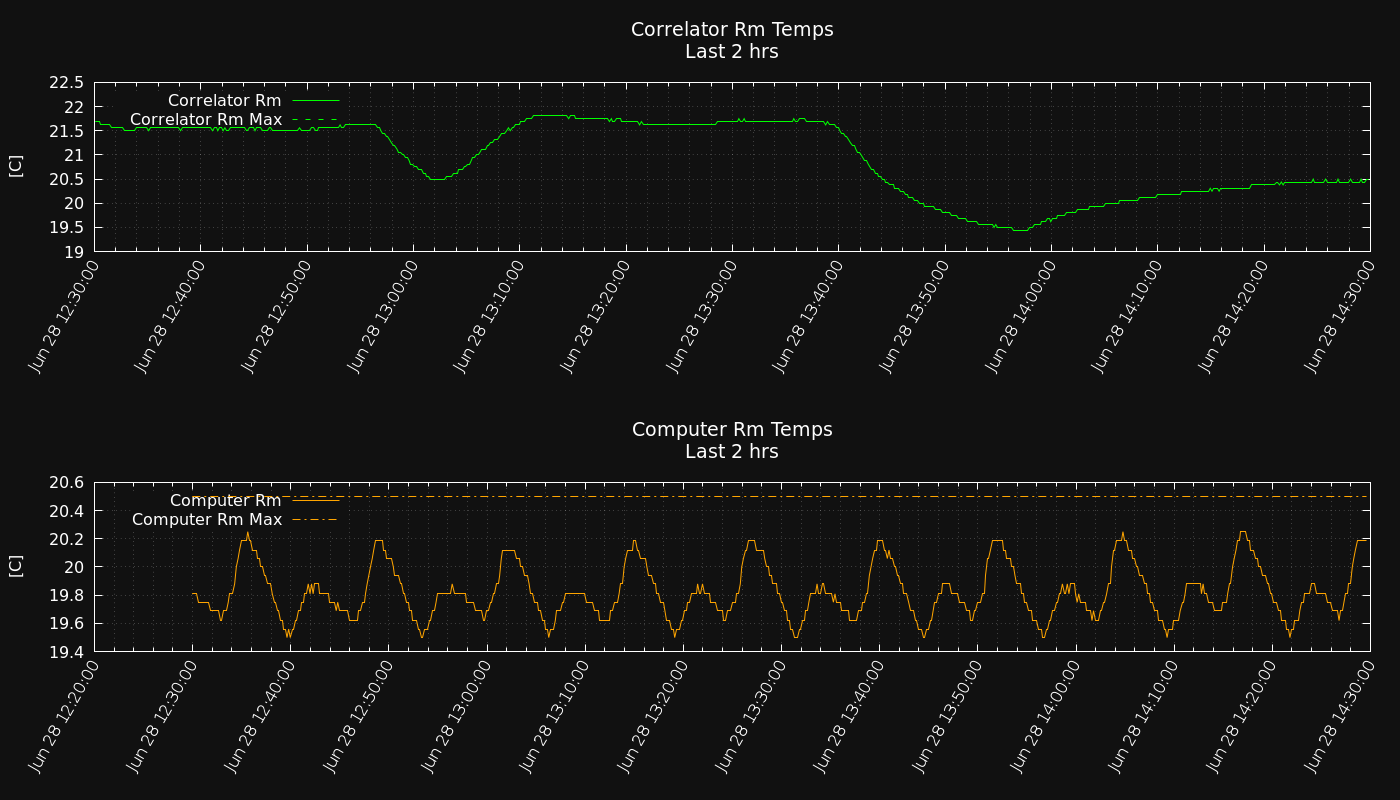 Correlator Rm Temps
Last 2 hrs
22.5
22
21.5
21
20.5
20
19.5
19
[C]
Correlator Rm
Correlator Rm Max
Jun 28 12:30:00
Jun 28 12:40:00
Jun 28 12:50:00
Jun 28 13:00:00
Jun 28 13:10:00
Jun 28 13:20:00
Jun 28 13:30:00
Jun 28 13:40:00
Jun 28 13:50:00
Jun 28 14:00:00
Jun 28 14:10:00
Jun 28 14:20:00
Jun 28 14:30:00
Computer Rm Temps
Last 2 hrs
20.6
20.4
20.2
20
19.8
19.6
19.4
[C]
Computer Rm
Computer Rm Max
Jun 28 12:20:00
Jun 28 12:30:00
Jun 28 12:40:00
Jun 28 12:50:00
Jun 28 13:00:00
Jun 28 13:10:00
Jun 28 13:20:00
Jun 28 13:30:00
Jun 28 13:40:00
Jun 28 13:50:00
Jun 28 14:00:00
Jun 28 14:10:00
Jun 28 14:20:00
Jun 28 14:30:00